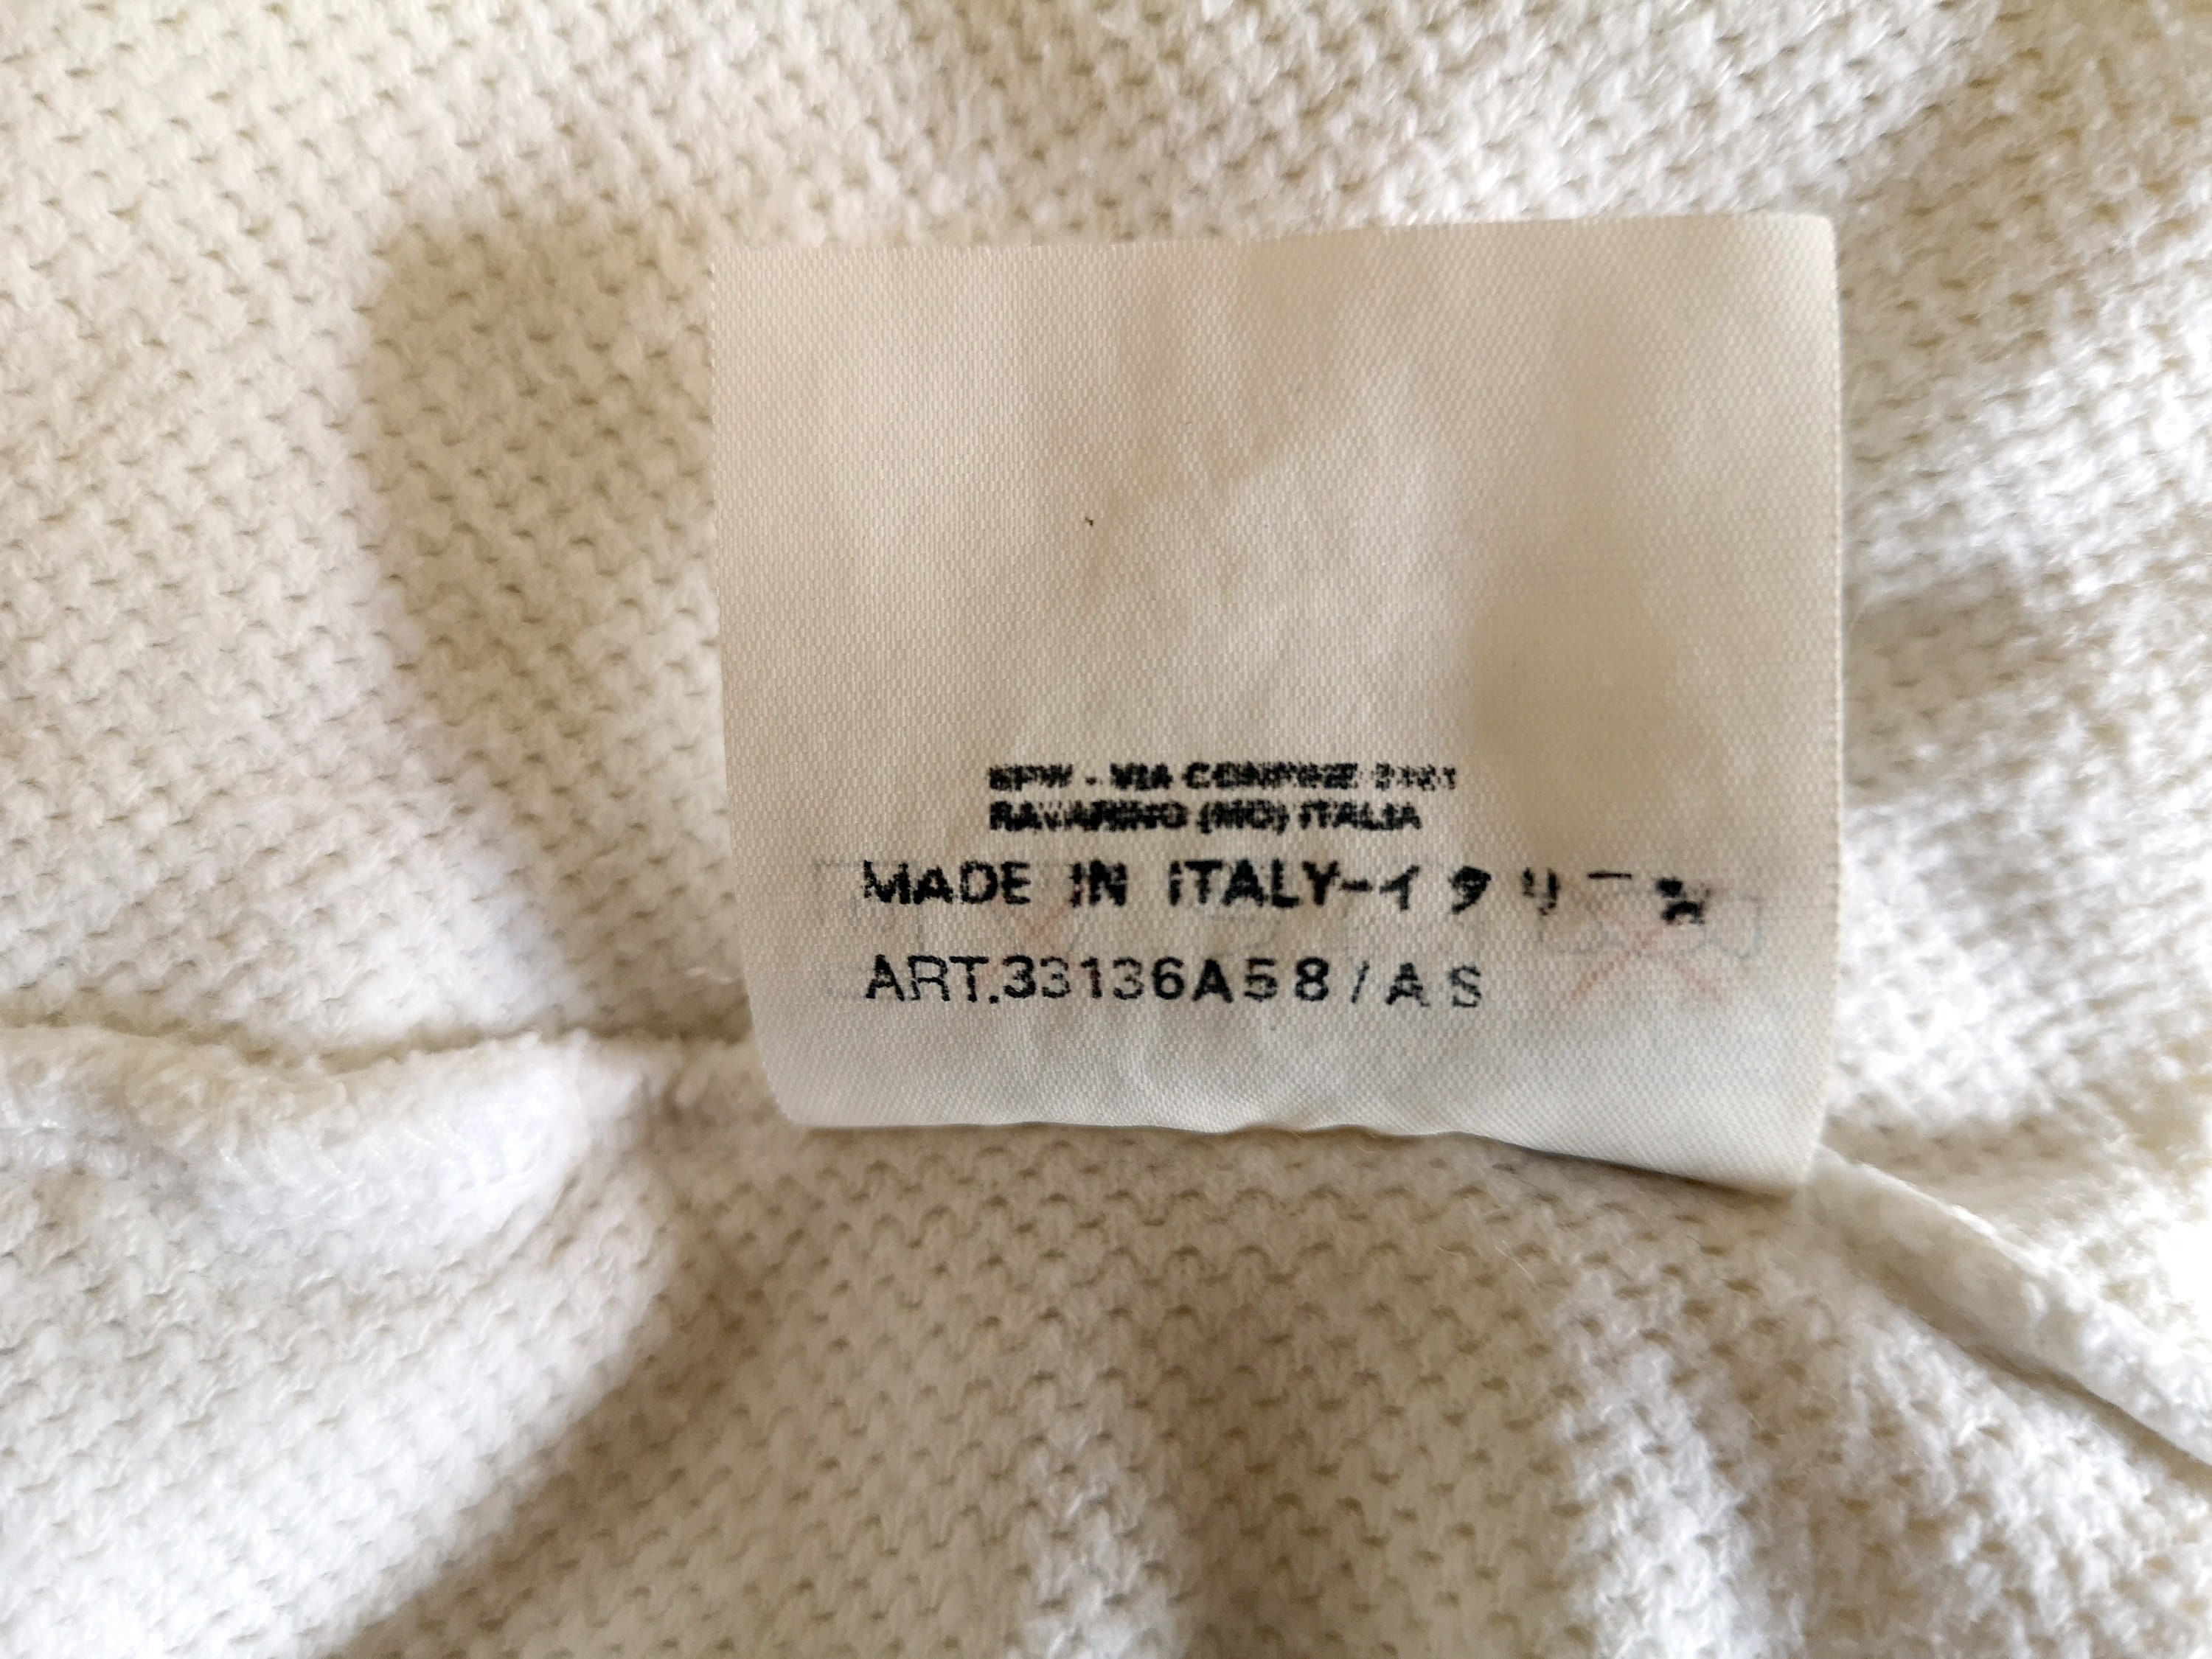 SPW - VIA CONFINE
RAVARINO (MO) ITALIA
MADE IN ITALY-イタリー製
ART.33136A58/AS